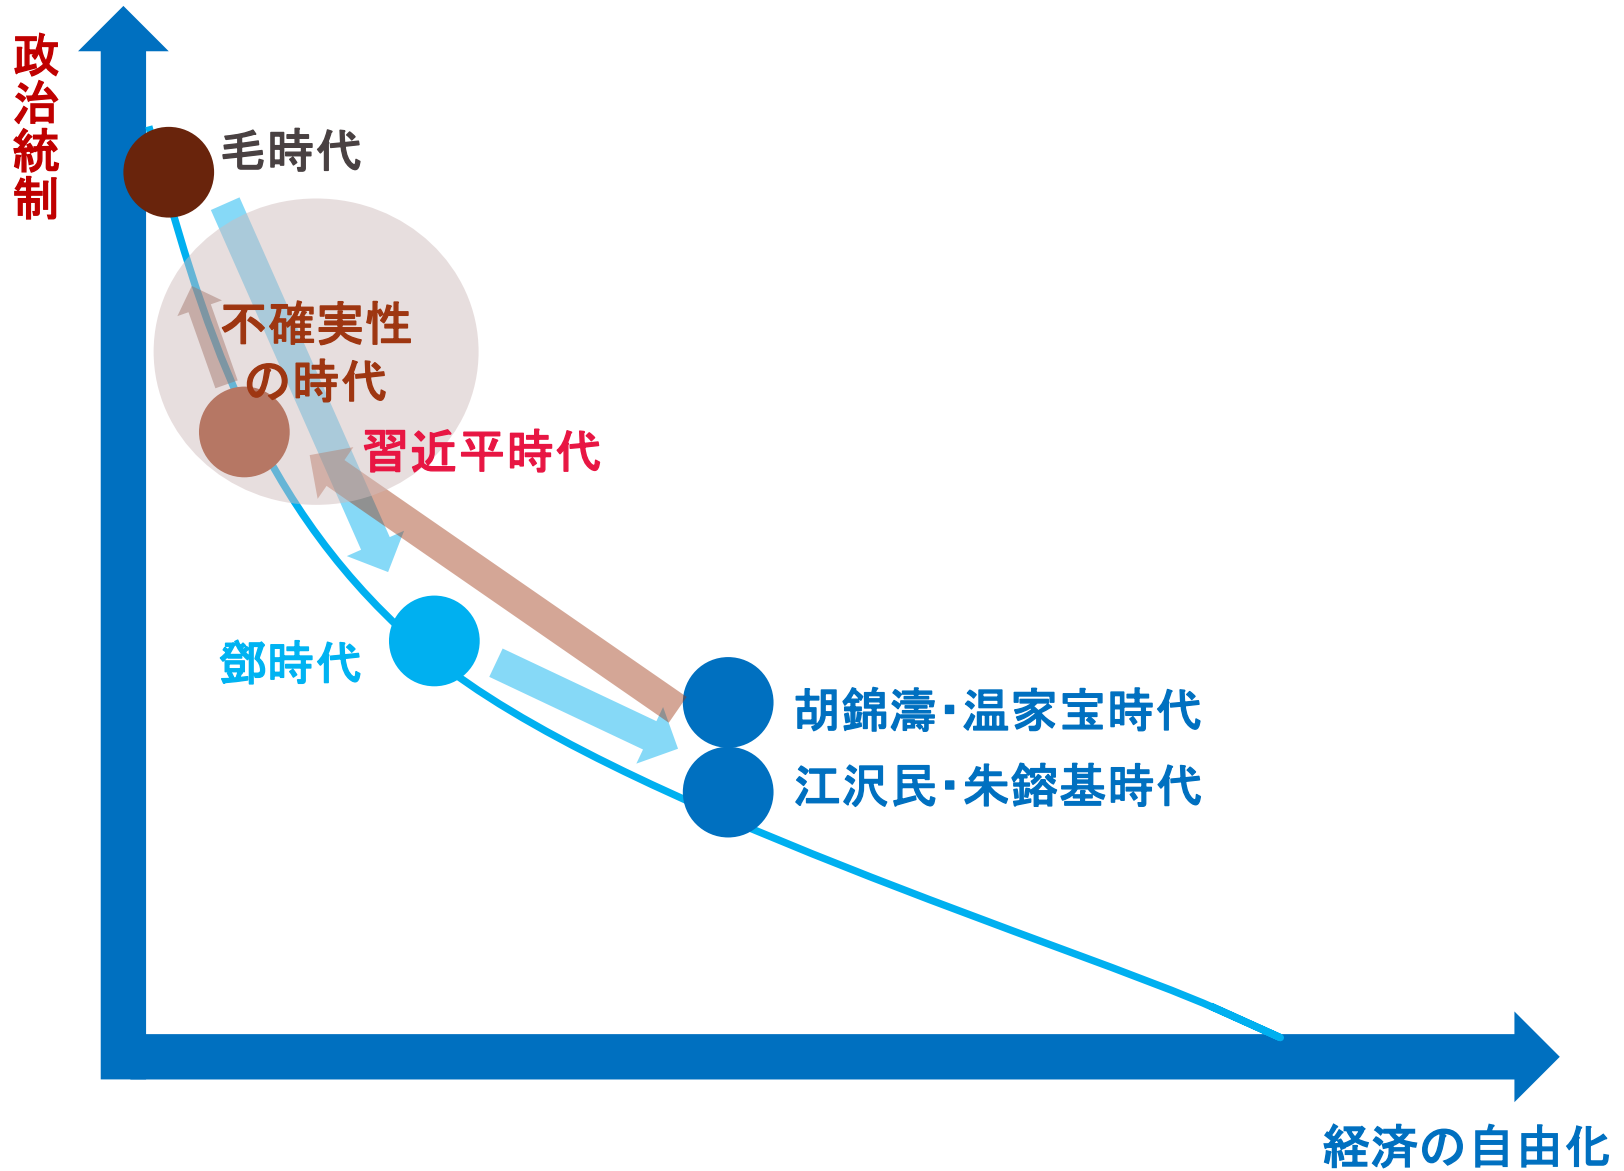 政治統制
毛時代
不確実性
の時代
習近平時代
鄧時代
胡錦濤・温家宝時代
江沢民・朱鎔基時代
経済の自由化